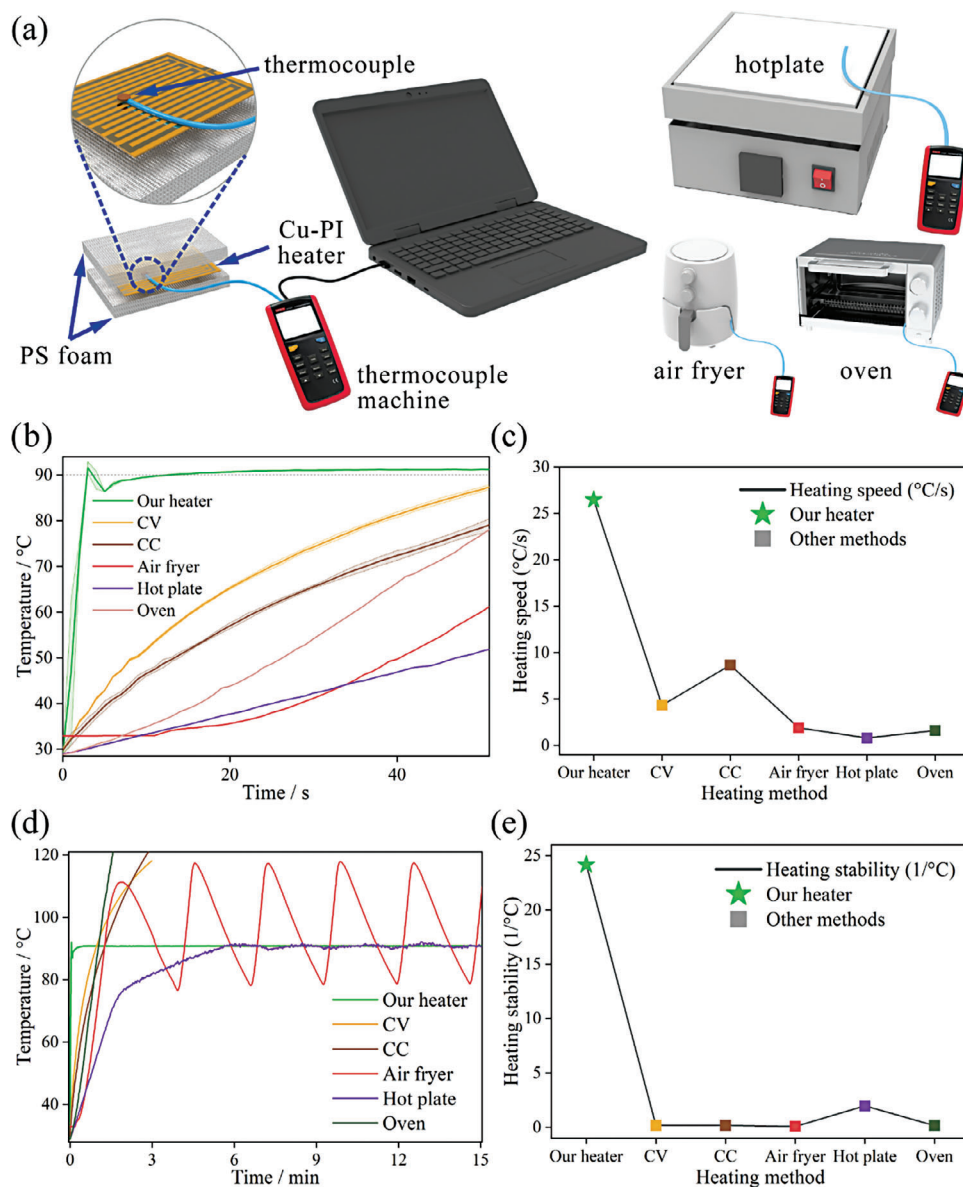 (a)
thermocouple
hotplate
Cu-PI
heater
PS foam
thermocouple
machine
air fryer
oven
(b)
90
80
70
60
50
40
30
Temperature / °C
Our heater
CV
CC
Air fryer
Hot plate
Oven
0
20
40
Time / s
(c)
30
25
20
15
10
5
0
Heating speed (°C/s)
Heating speed (°C/s)
Our heater
Other methods
Our heater
CV
CC
Air fryer
Hot plate
Oven
Heating method
(d)
120
100
80
60
40
Temperature / °C
Our heater
CV
CC
Air fryer
Hot plate
Oven
0
3
6
9
12
15
Time / min
(e)
25
20
15
10
5
0
Heating stability (1/°C)
Heating stability (1/°C)
Our heater
Other methods
Our heater
CV
CC
Air fryer
Hot plate
Oven
Heating method